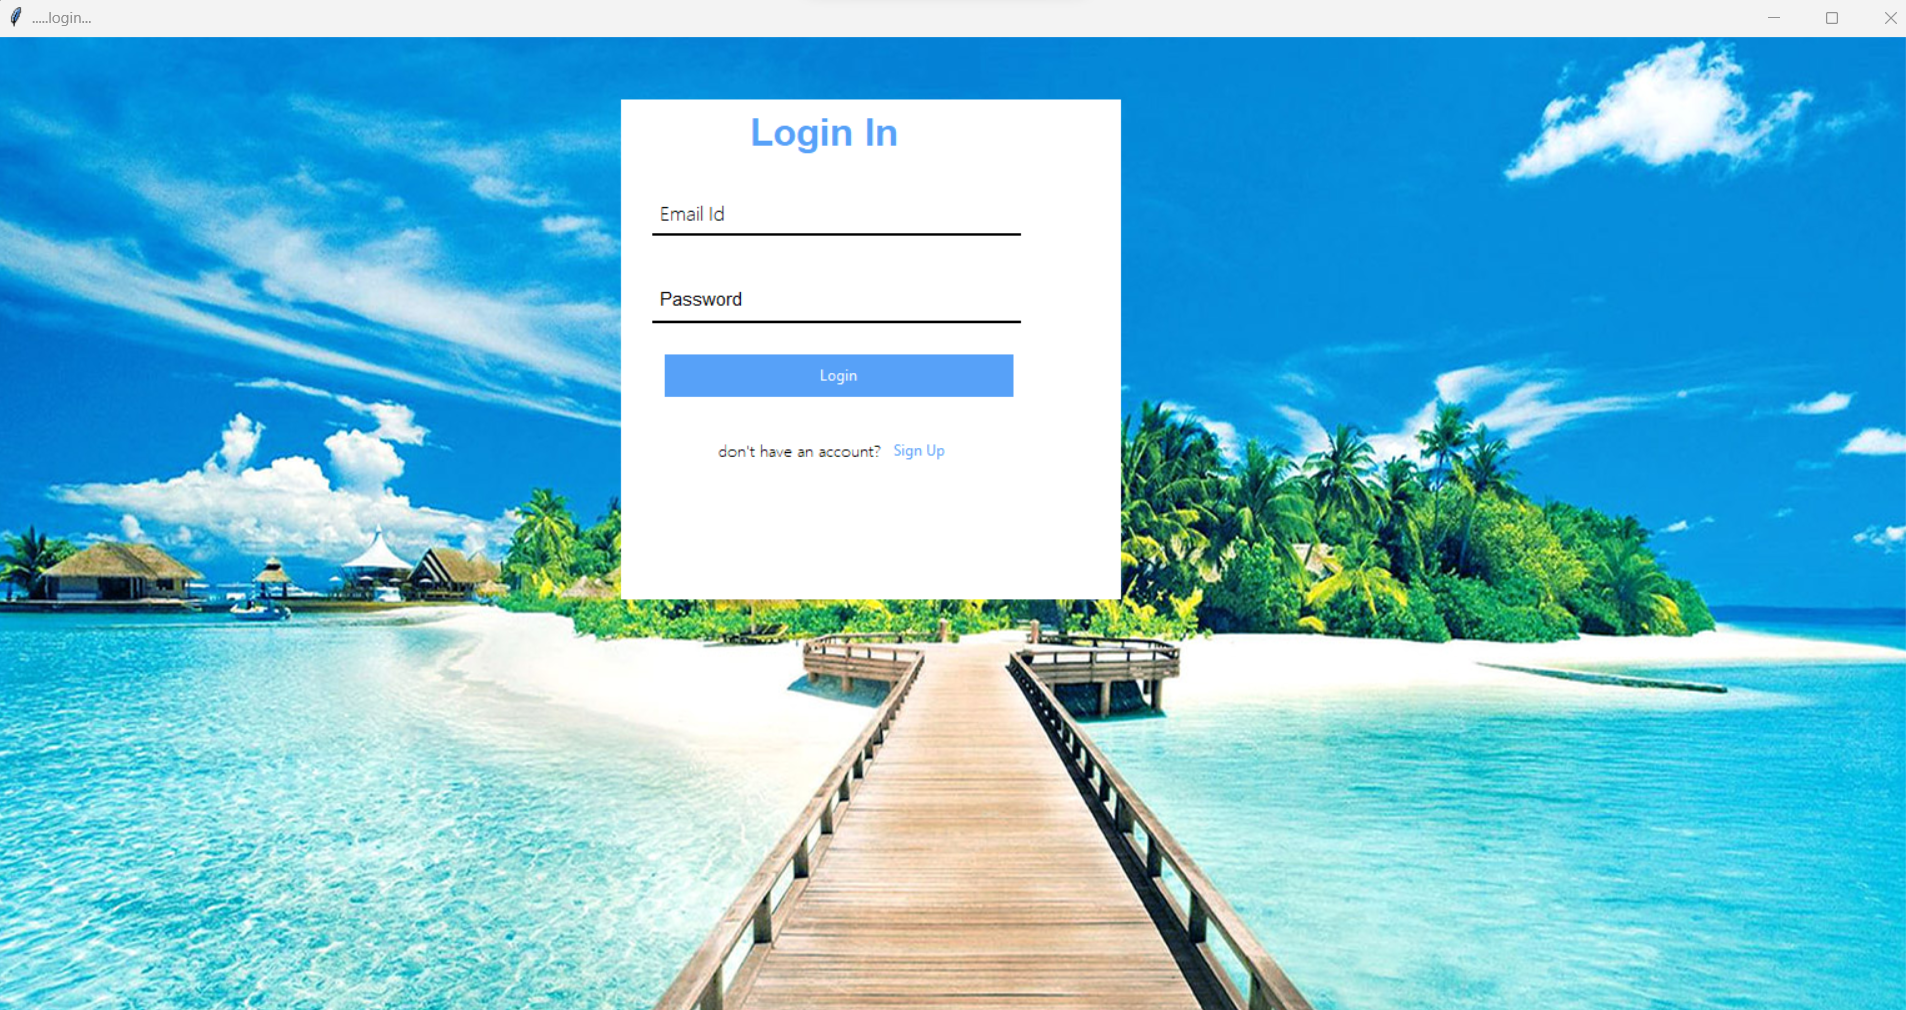 .....login...
Login In
Email Id
Password
Login
don't have an account? Sign Up